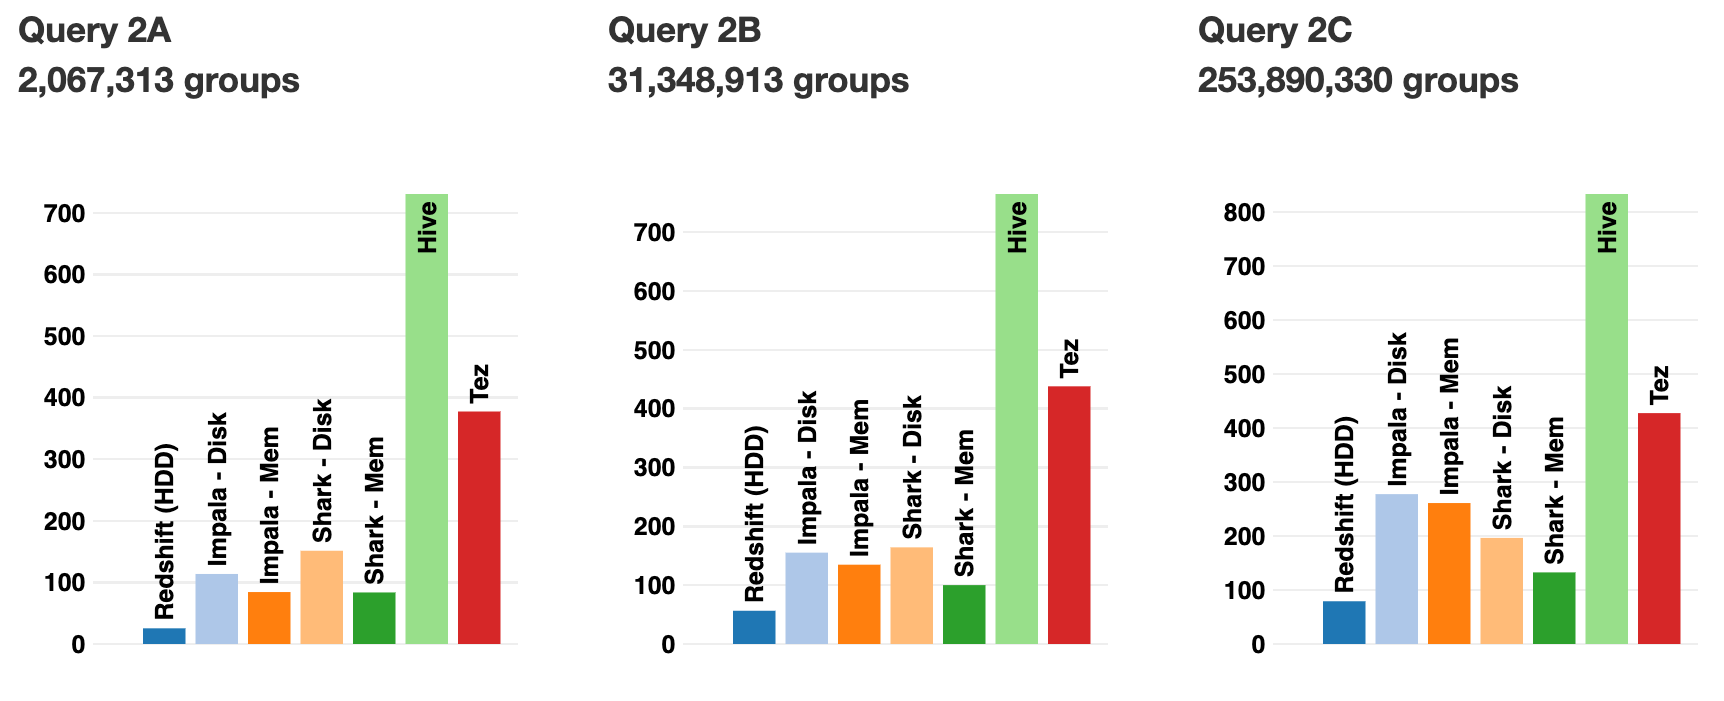 Query 2A
2,067,313 groups
700
600
500
400
300
200
100
0
Redshift (HDD)
Impala - Disk
Impala - Mem
Shark - Disk
Shark - Mem
Hive
Tez
Query 2B
31,348,913 groups
700
600
500
400
300
200
100
0
Redshift (HDD)
Impala - Disk
Impala - Mem
Shark - Disk
Shark - Mem
Hive
Tez
Query 2C
253,890,330 groups
800
700
600
500
400
300
200
100
0
Redshift (HDD)
Impala - Disk
Impala - Mem
Shark - Disk
Shark - Mem
Hive
Tez